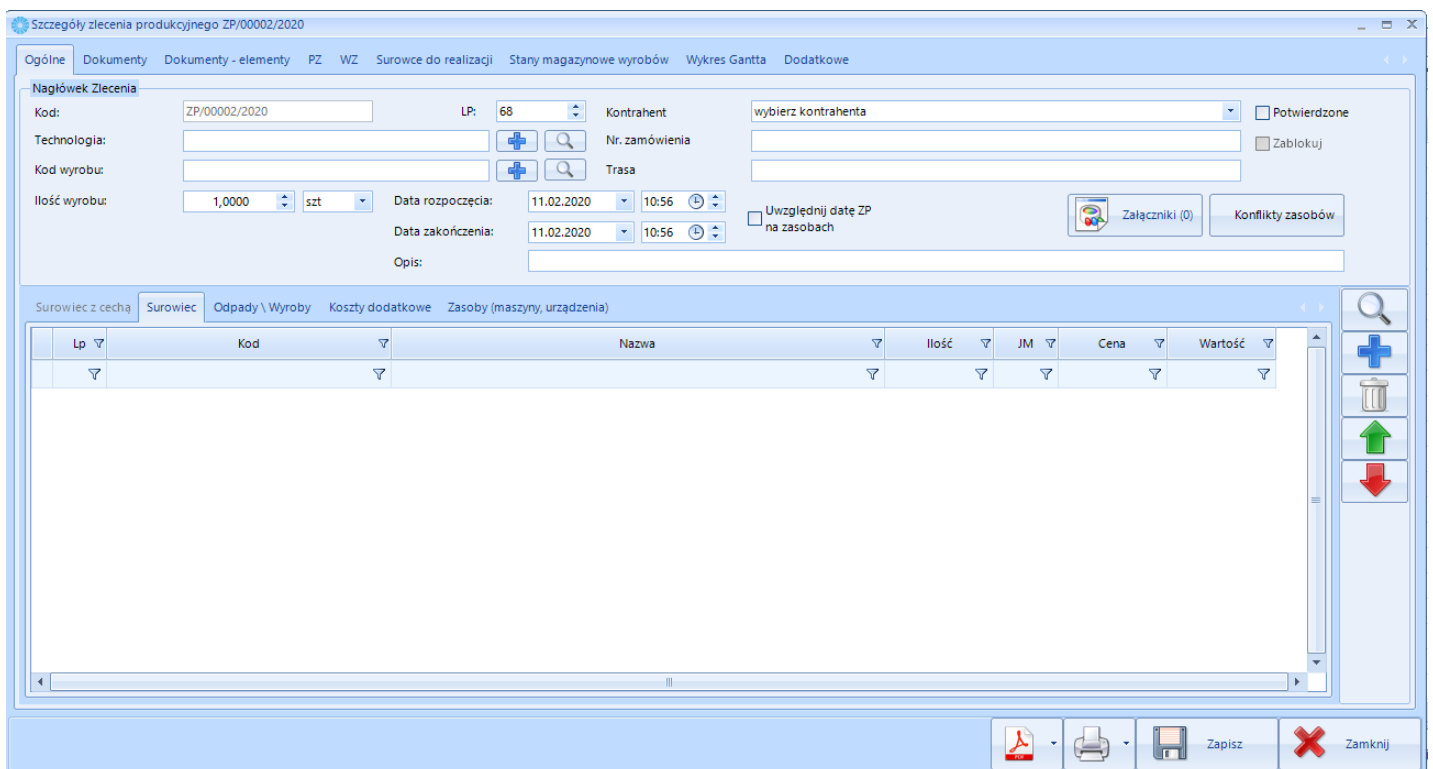 Szczegóły zlecenia produkcyjnego ZP/00002/2020
Ogólne Dokumenty Dokumenty - elementy PZ WZ Surowce do realizacji Stany magazynowe wyrobów Wykres Gantta Dodatkowe
Nagłówek Zlecenia
Kod: ZP/00002/2020 LP: 68 Kontrahent wybierz kontrahenta Potwierdzone
Technologia: Nr. zamówienia Zablokuj
Kod wyrobu: Trasa
Ilość wyrobu: 1,0000 szt Data rozpoczęcia: 11.02.2020 10:56 Uwzględnij datę ZP
na zasobach Załączniki (0) Konflikty zasobów
Data zakończenia: 11.02.2020 10:56
Opis:
Surowiec z cechą Surowiec Odpady \ Wyroby Koszty dodatkowe Zasoby (maszyny, urządzenia)
Lp Kod Nazwa Ilość JM Cena Wartość
PDF Zapisz Zamknij